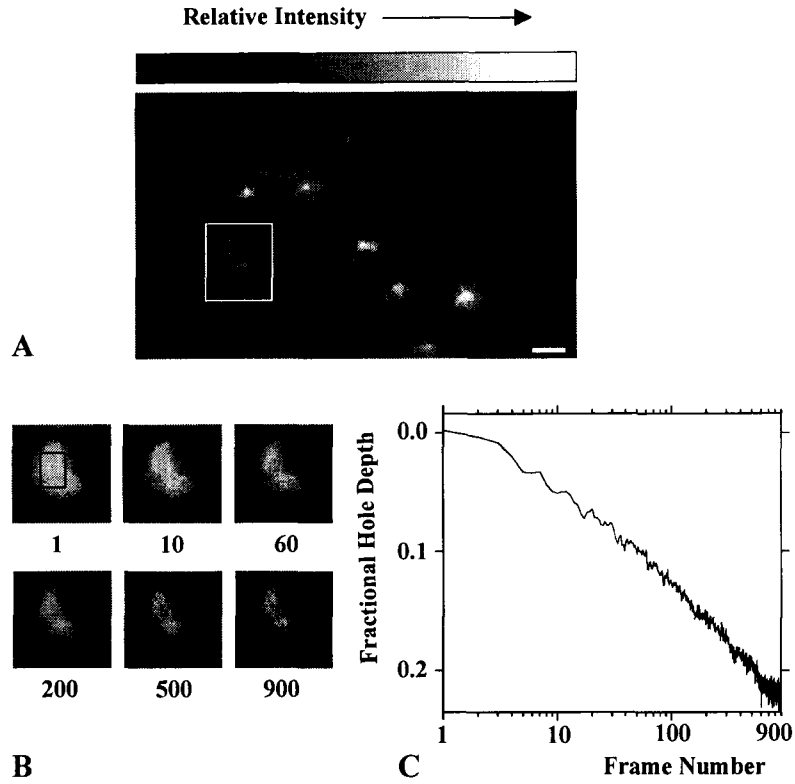 Relative Intensity
A
1 10 60
200 500 900
B
Fractional Hole Depth
0.0
0.1
0.2
1 10 100 900
Frame Number
C